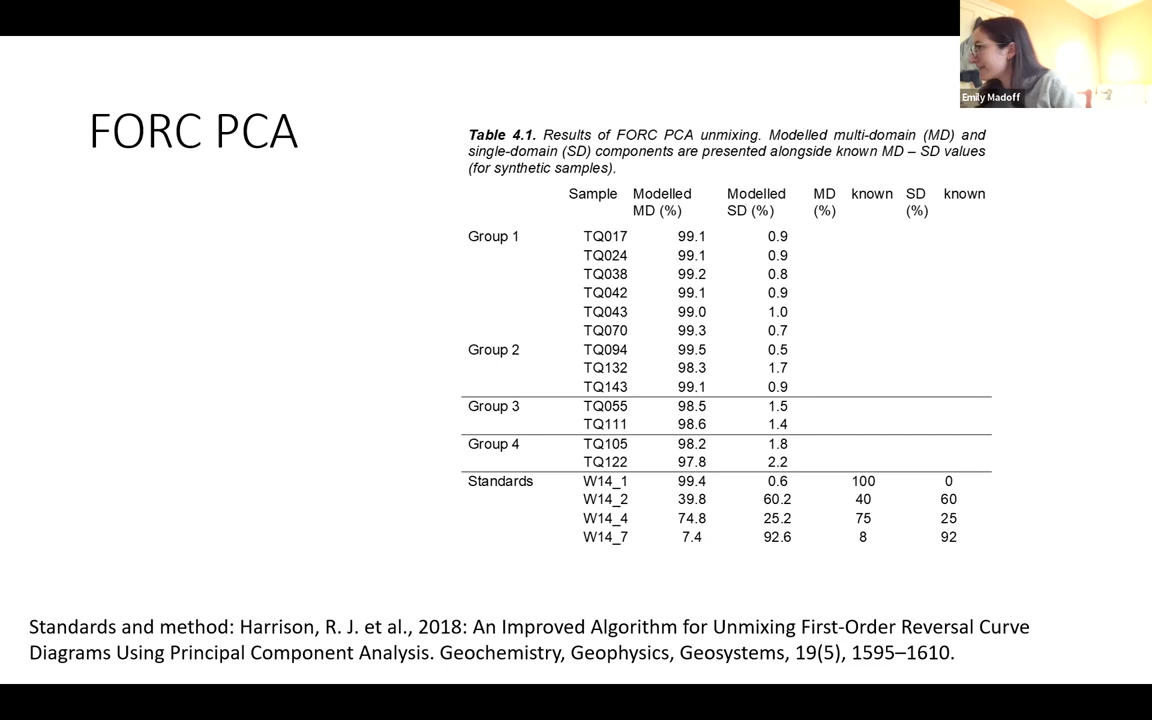 Emily Madoff
FORC PCA
Table 4.1. Results of FORC PCA unmixing. Modelled multi-domain (MD) and
single-domain (SD) components are presented alongside known MD – SD values
(for synthetic samples).
Sample Modelled MD (%) Modelled SD (%) MD known (%) SD known (%)
Group 1 TQ017 99.1 0.9
TQ024 99.1 0.9
TQ038 99.2 0.8
TQ042 99.1 0.9
TQ043 99.0 1.0
TQ070 99.3 0.7
Group 2 TQ094 99.5 0.5
TQ132 98.3 1.7
TQ143 99.1 0.9
Group 3 TQ055 98.5 1.5
TQ111 98.6 1.4
Group 4 TQ105 98.2 1.8
TQ122 97.8 2.2
Standards W14_1 99.4 0.6 100 0
W14_2 39.8 60.2 40 60
W14_4 74.8 25.2 75 25
W14_7 7.4 92.6 8 92
Standards and method: Harrison, R. J. et al., 2018: An Improved Algorithm for Unmixing First-Order Reversal Curve
Diagrams Using Principal Component Analysis. Geochemistry, Geophysics, Geosystems, 19(5), 1595–1610.